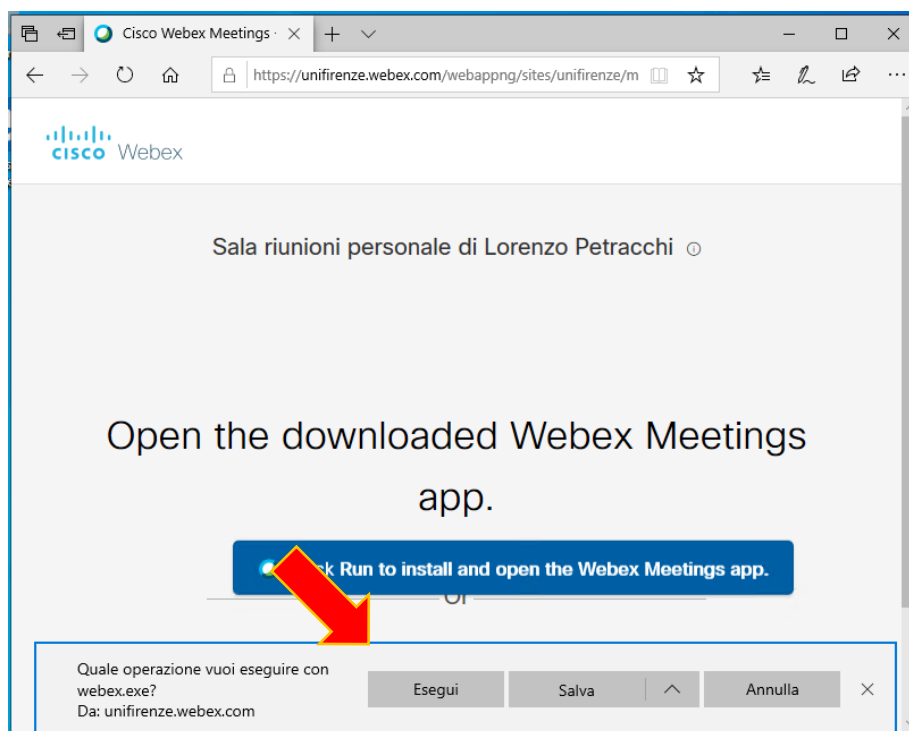 Cisco Webex Meetings
https://unifirenze.webex.com/webappng/sites/unifirenze/m
CISCO Webex
Sala riunioni personale di Lorenzo Petracchi
Open the downloaded Webex Meetings
app.
Run to install and open the Webex Meetings app.
Or
Quale operazione vuoi eseguire con
webex.exe?
Da: unifirenze.webex.com
Esegui
Salva
Annulla